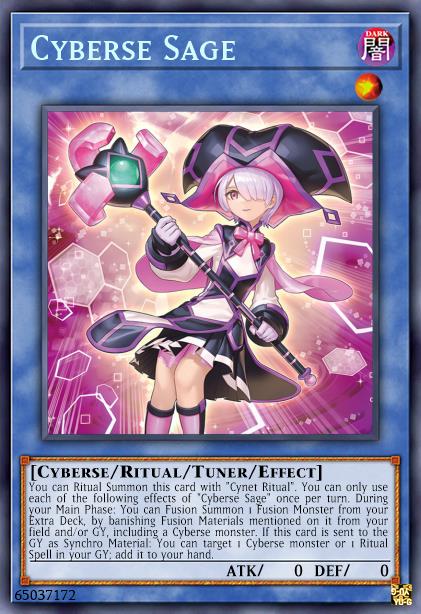 Cyberse Sage
DARK
闇
[Cyberse/Ritual/Tuner/Effect]
You can Ritual Summon this card with "Cynet Ritual". You can only use
each of the following effects of "Cyberse Sage" once per turn. During
your Main Phase: You can Fusion Summon 1 Fusion Monster from your
Extra Deck, by banishing Fusion Materials mentioned on it from your
field and/or GY, including a Cyberse monster. If this card is sent to the
GY as Synchro Material: You can target 1 Cyberse monster or 1 Ritual
Spell in your GY; add it to your hand.
ATK/ 0 DEF/ 0
65037172